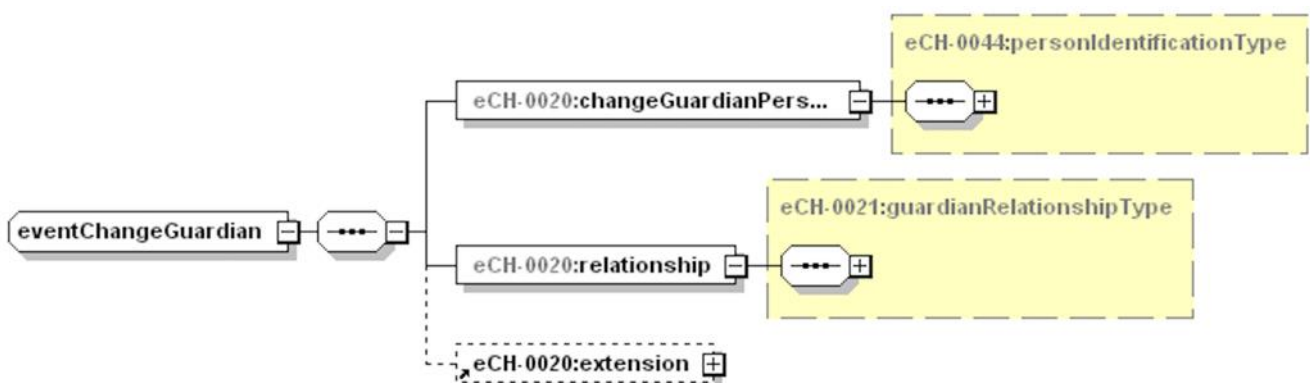 eCH-0044:personIdentificationType
eCH-0020:changeGuardianPers...
eCH-0021:guardianRelationshipType
eventChangeGuardian
eCH-0020:relationship
eCH-0020:extension